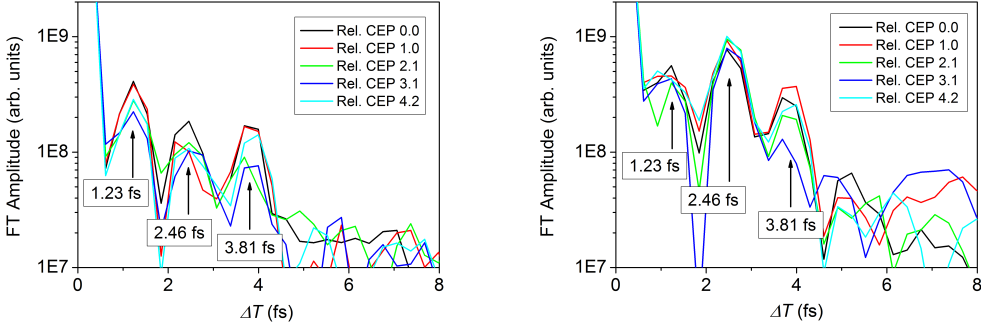 FT Amplitude (arb. units)
1E9
1E8
1E7
Rel. CEP 0.0
Rel. CEP 1.0
Rel. CEP 2.1
Rel. CEP 3.1
Rel. CEP 4.2
1.23 fs
2.46 fs
3.81 fs
0 2 4 6 8
ΔT (fs)
FT Amplitude (arb. units)
1E9
1E8
1E7
Rel. CEP 0.0
Rel. CEP 1.0
Rel. CEP 2.1
Rel. CEP 3.1
Rel. CEP 4.2
1.23 fs
2.46 fs
3.81 fs
0 2 4 6 8
ΔT (fs)